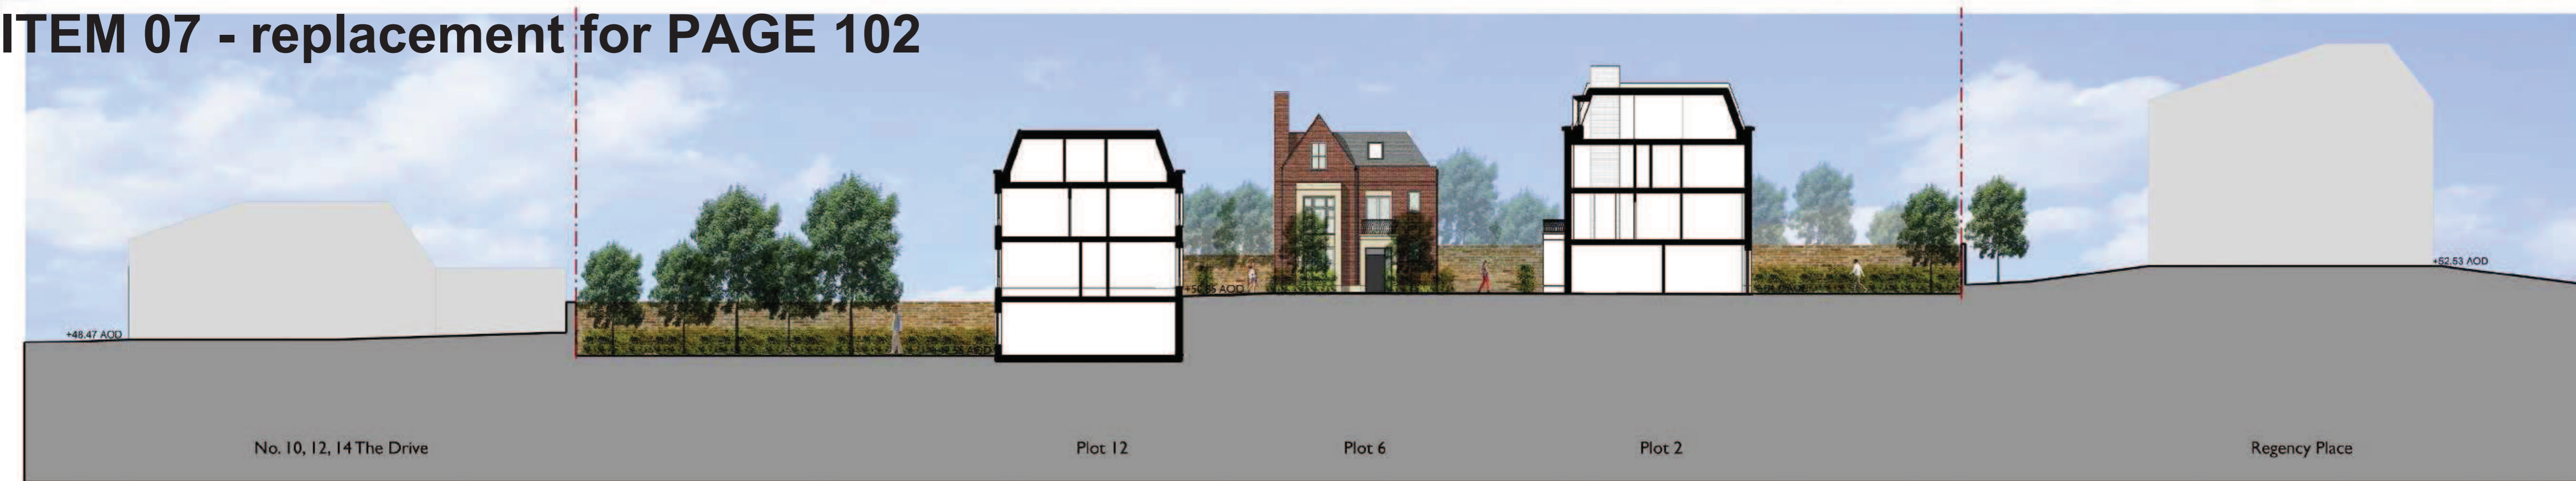 ITEM 07 - replacement for PAGE 102
+48.47 AOD
+52.53 AOD
No. 10, 12, 14 The Drive
Plot 12
Plot 6
Plot 2
Regency Place